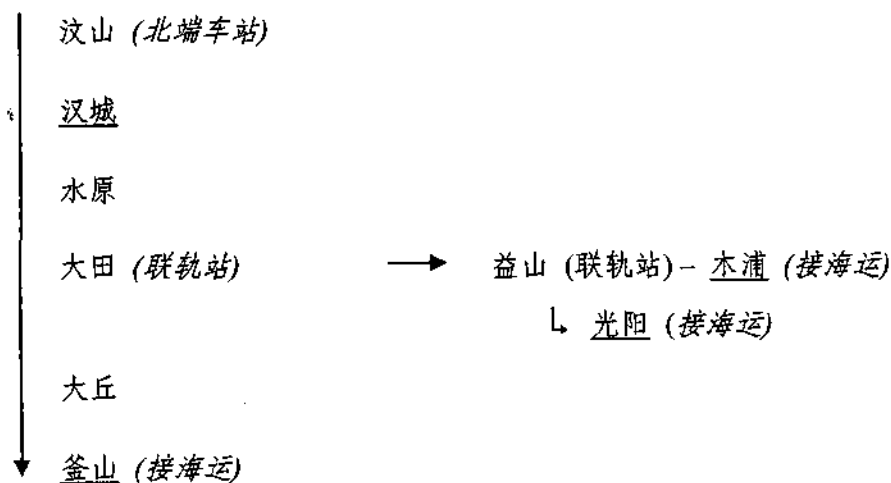 汶山 (北端车站)
汉城
水原
大田 (联轨站) → 益山 (联轨站) – 木浦 (接海运)
↳ 光阳 (接海运)
大丘
釜山 (接海运)